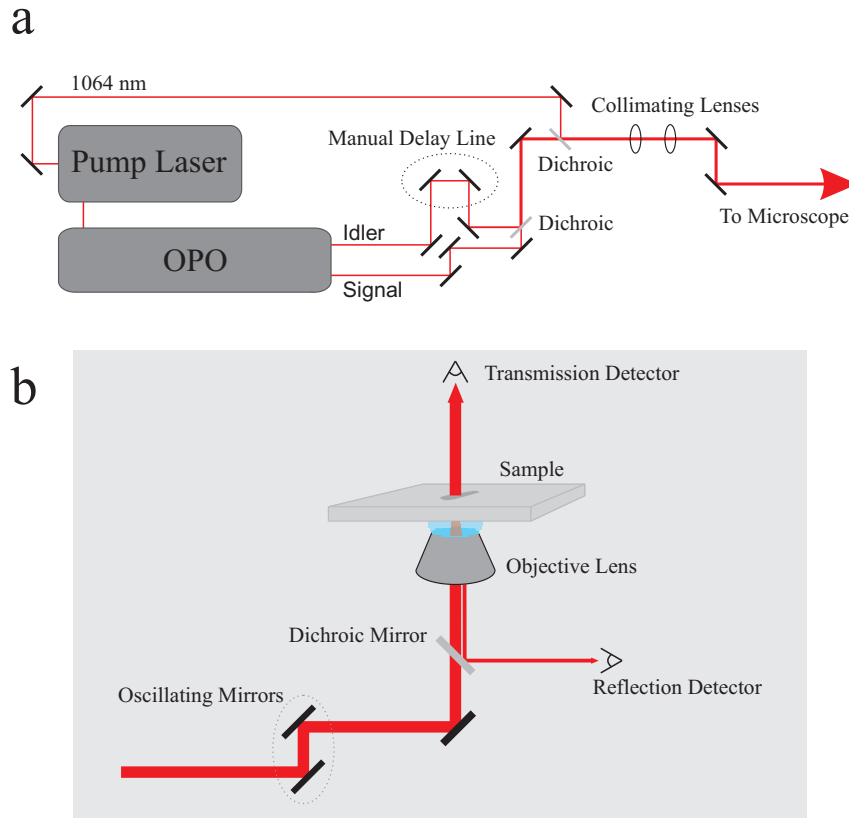 a
1064 nm
Collimating Lenses
Manual Delay Line
Pump Laser
Dichroic
To Microscope
Idler
Dichroic
OPO
Signal
b
Transmission Detector
Sample
Objective Lens
Dichroic Mirror
Reflection Detector
Oscillating Mirrors